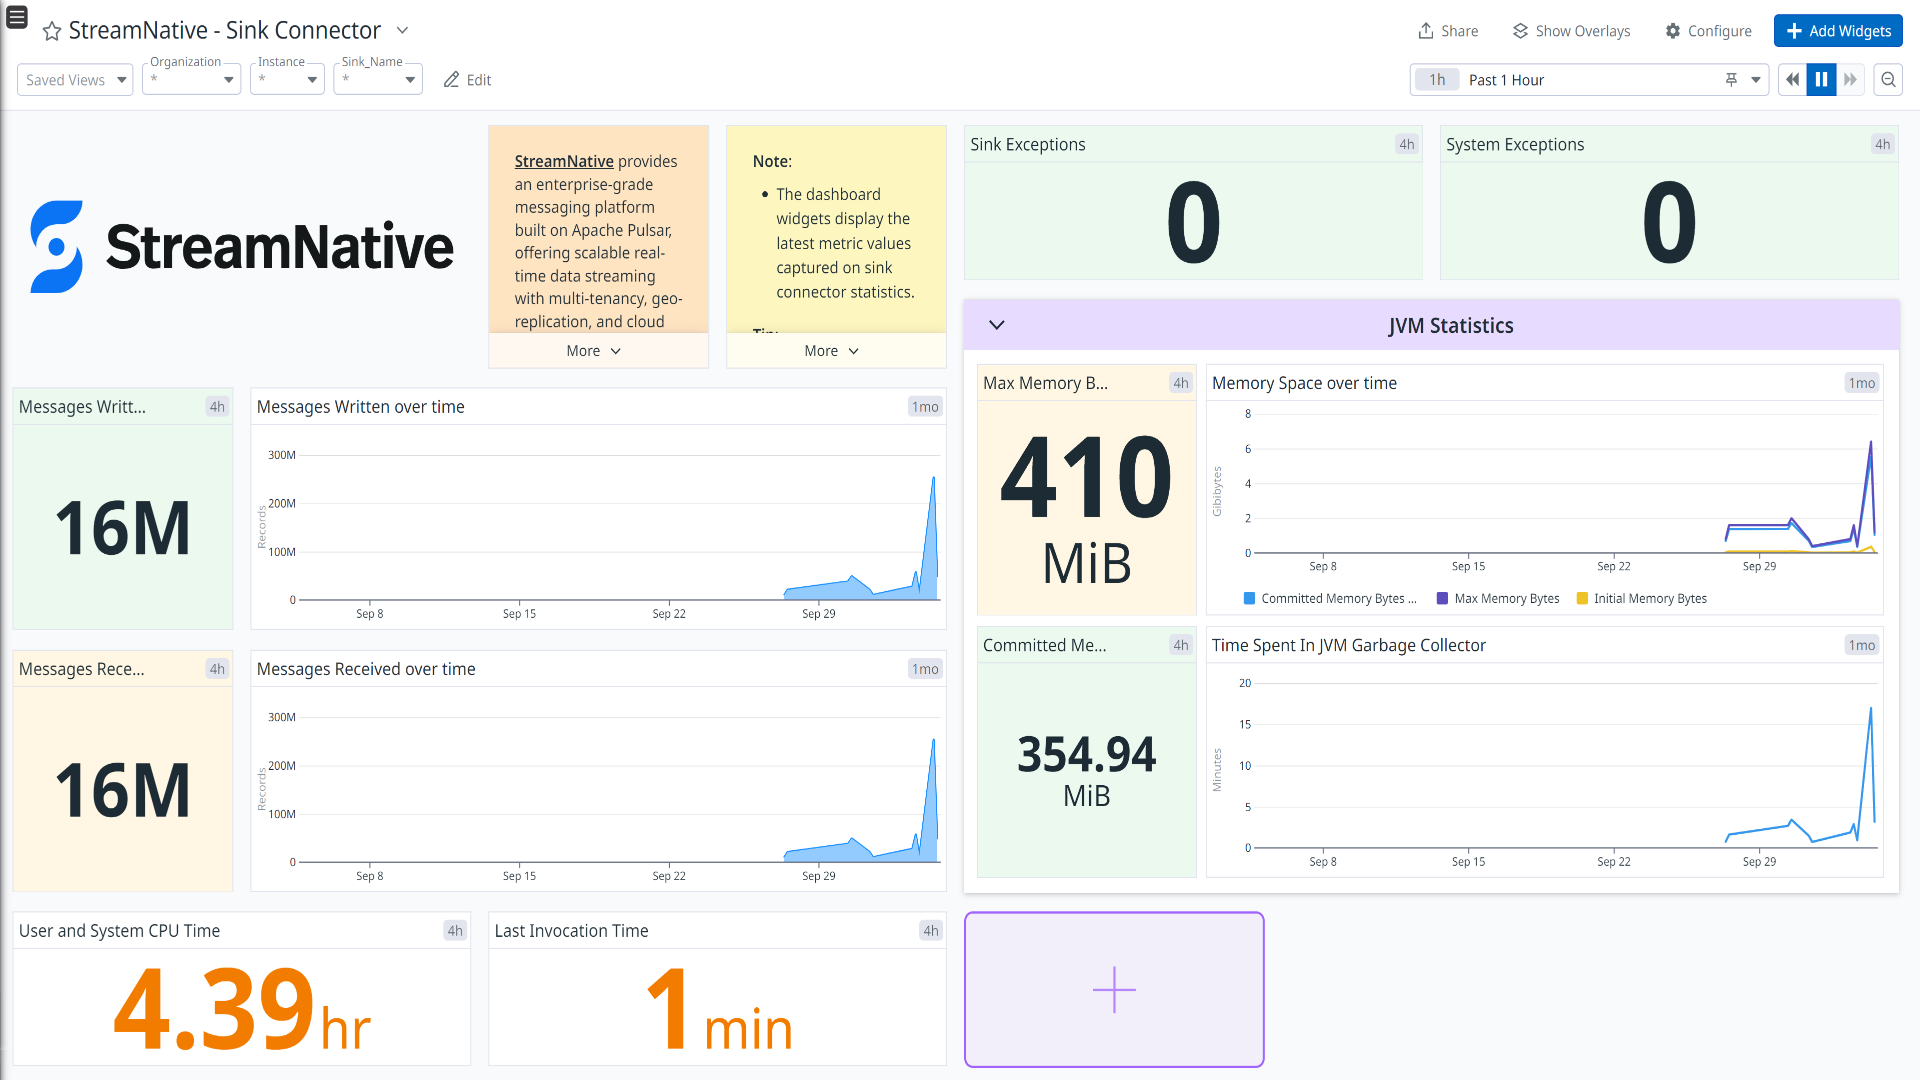 StreamNative - Sink Connector
Share
Show Overlays
Configure
Add Widgets
Saved Views
Organization
*
Instance
*
Sink_Name
*
Edit
1h
Past 1 Hour
StreamNative
StreamNative provides
an enterprise-grade
messaging platform
built on Apache Pulsar,
offering scalable real-
time data streaming
with multi-tenancy, geo-
replication, and cloud
More
Note:
• The dashboard
widgets display the
latest metric values
captured on sink
connector statistics.
More
Sink Exceptions
4h
0
System Exceptions
4h
0
Messages Writt...
4h
16M
Messages Written over time
1mo
Records
300M
200M
100M
0
Sep 8
Sep 15
Sep 22
Sep 29
Messages Rece...
4h
16M
Messages Received over time
1mo
Records
300M
200M
100M
0
Sep 8
Sep 15
Sep 22
Sep 29
JVM Statistics
Max Memory B...
4h
410
MiB
Memory Space over time
1mo
Gibibytes
8
6
4
2
0
Sep 8
Sep 15
Sep 22
Sep 29
Committed Memory Bytes ...
Max Memory Bytes
Initial Memory Bytes
Committed Me...
4h
354.94
MiB
Time Spent In JVM Garbage Collector
1mo
Minutes
20
15
10
5
0
Sep 8
Sep 15
Sep 22
Sep 29
User and System CPU Time
4h
4.39 hr
Last Invocation Time
4h
1 min